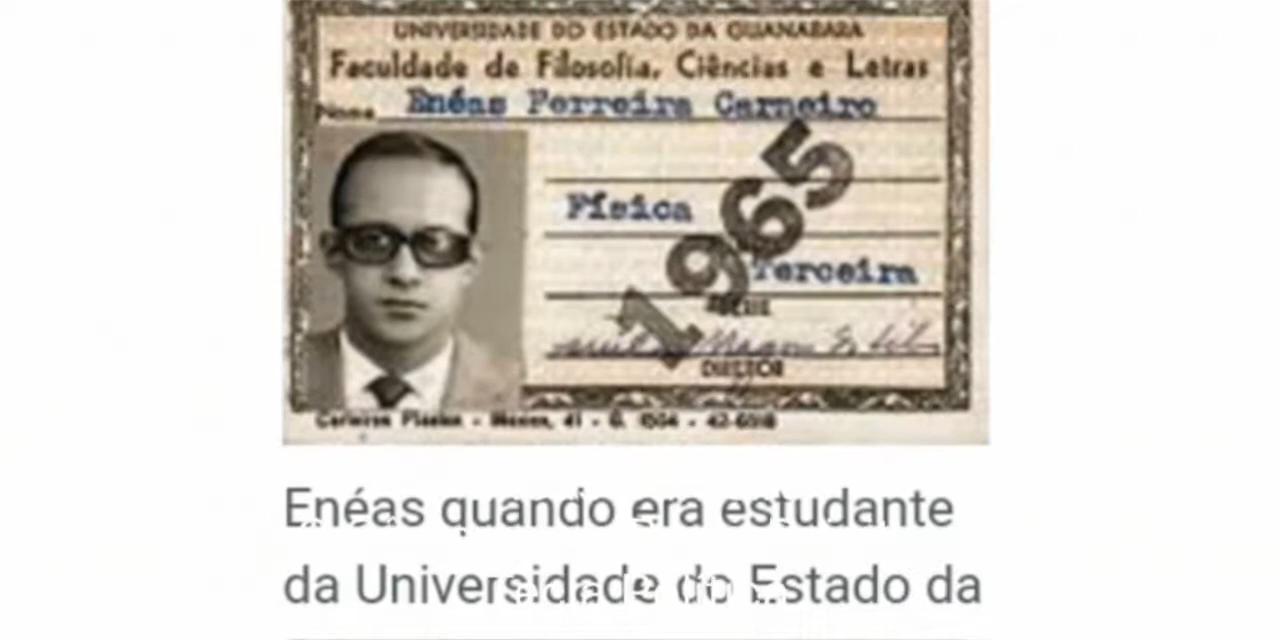 UNIVERSIDADE DO ESTADO DA GUANABARA
Faculdade de Filosofia, Ciências e Letras
Nome Enéas Ferreira Carneiro
1965
Física
Terceira
DIRETOR
Enéas quando era estudante
da Universidade do Estado da